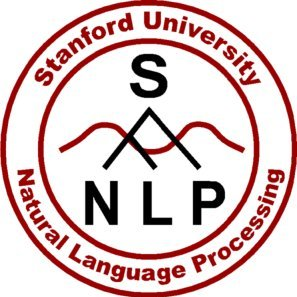 Stanford University
S
N L P
Natural Language Processing